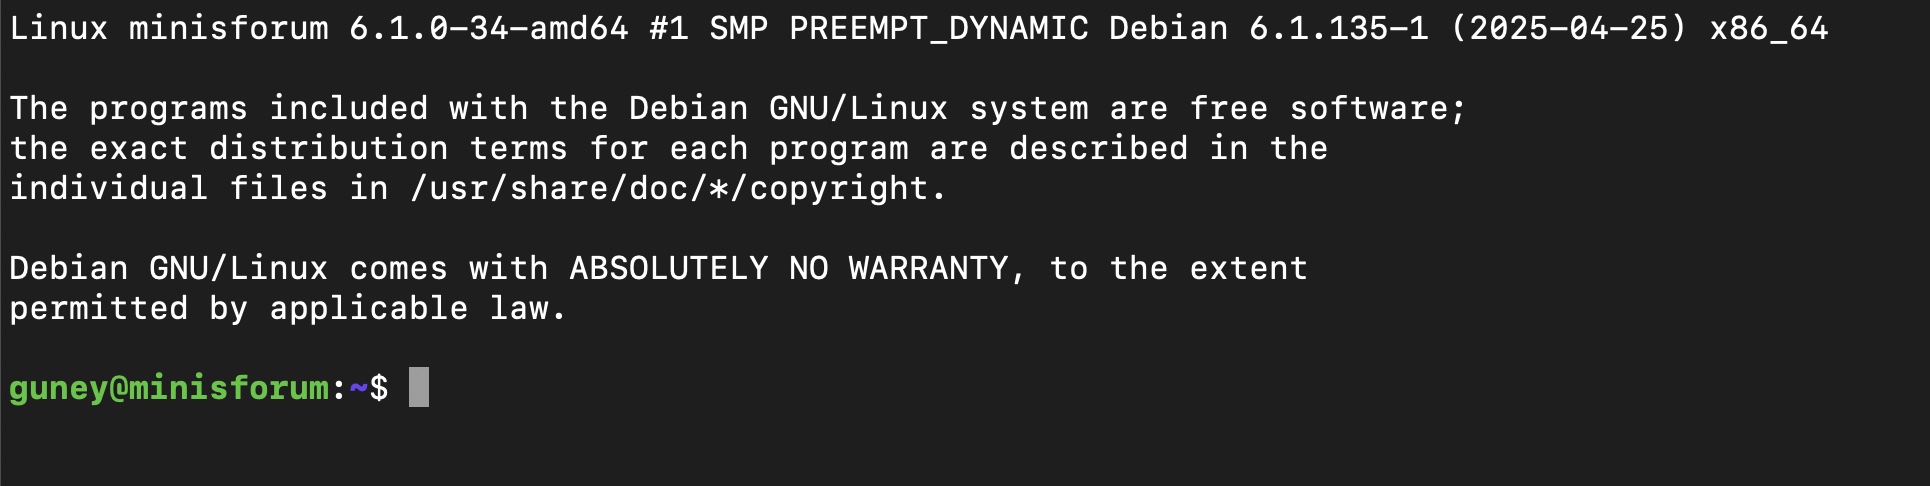 Linux minisforum 6.1.0-34-amd64 #1 SMP PREEMPT_DYNAMIC Debian 6.1.135-1 (2025-04-25) x86_64
The programs included with the Debian GNU/Linux system are free software;
the exact distribution terms for each program are described in the
individual files in /usr/share/doc/*/copyright.
Debian GNU/Linux comes with ABSOLUTELY NO WARRANTY, to the extent
permitted by applicable law.
guney@minisforum:~$